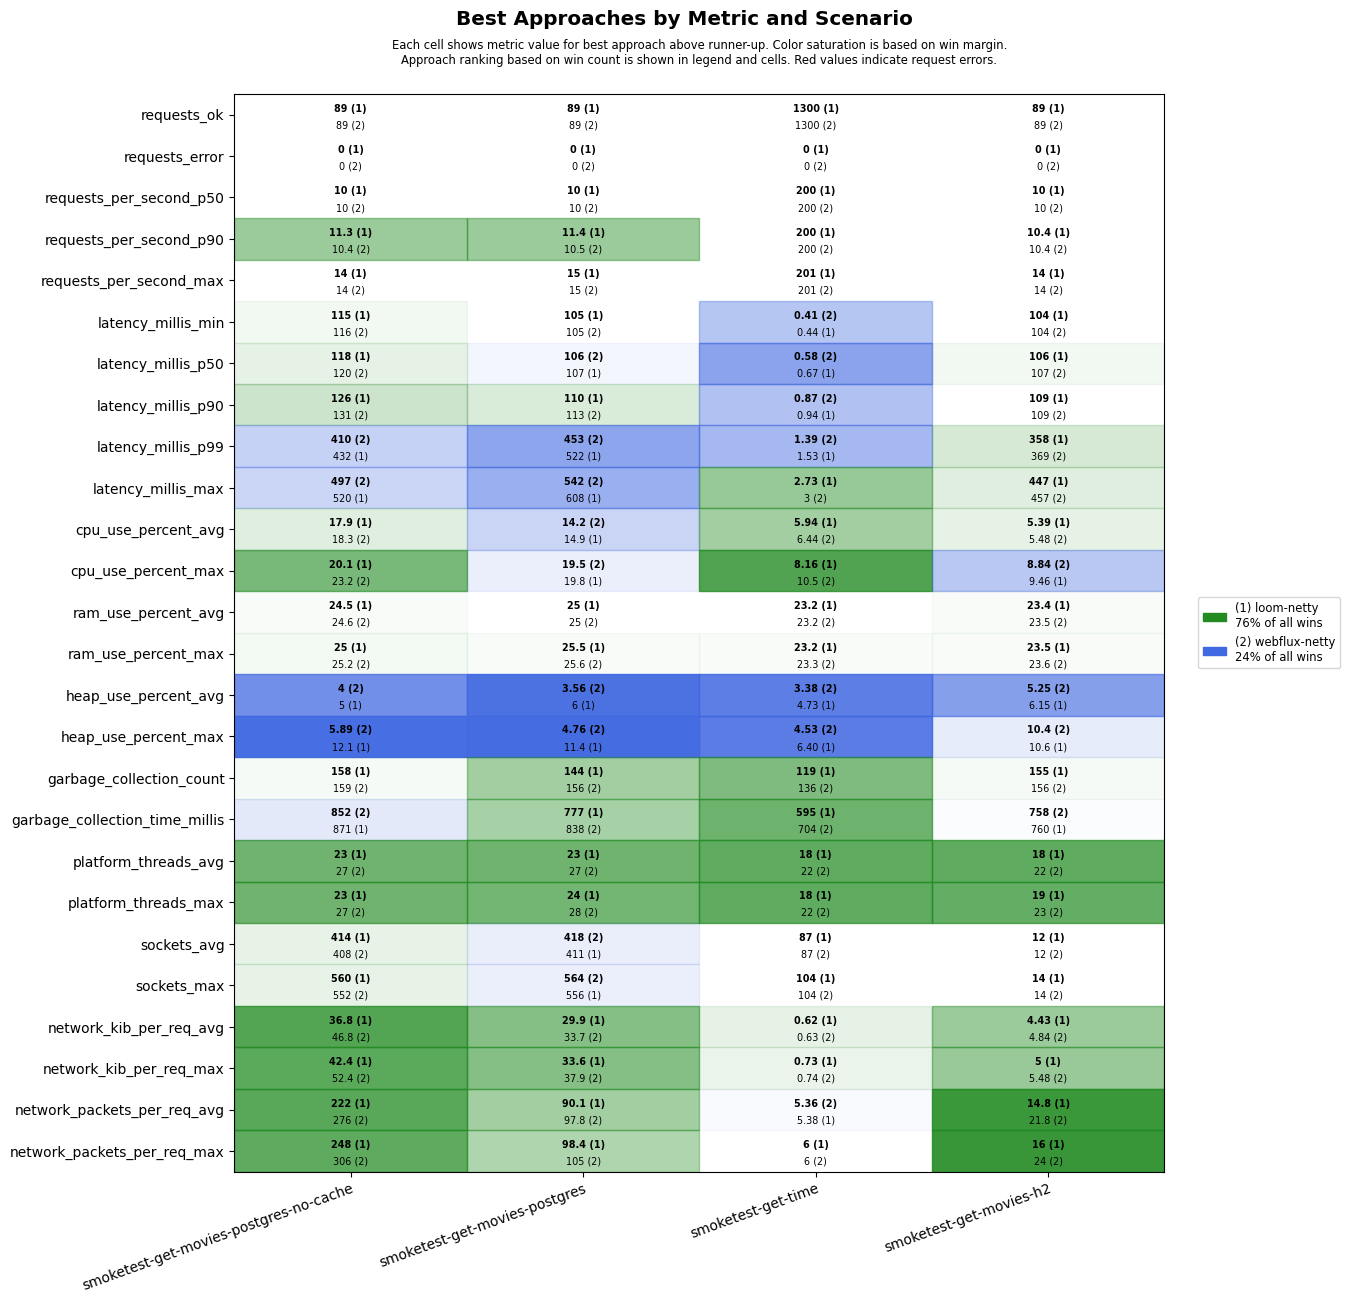 Best Approaches by Metric and Scenario
Each cell shows metric value for best approach above runner-up. Color saturation is based on win margin.
Approach ranking based on win count is shown in legend and cells. Red values indicate request errors.
requests_ok
89 (1) 89 (1) 1300 (1) 89 (1)
89 (2) 89 (2) 1300 (2) 89 (2)
requests_error
0 (1) 0 (1) 0 (1) 0 (1)
0 (2) 0 (2) 0 (2) 0 (2)
requests_per_second_p50
10 (1) 10 (1) 200 (1) 10 (1)
10 (2) 10 (2) 200 (2) 10 (2)
requests_per_second_p90
11.3 (1) 11.4 (1) 200 (1) 10.4 (1)
10.4 (2) 10.5 (2) 200 (2) 10.4 (2)
requests_per_second_max
14 (1) 15 (1) 201 (1) 14 (1)
14 (2) 15 (2) 201 (2) 14 (2)
latency_millis_min
115 (1) 105 (1) 0.41 (2) 104 (1)
116 (2) 105 (2) 0.44 (1) 104 (2)
latency_millis_p50
118 (1) 106 (2) 0.58 (2) 106 (1)
120 (2) 107 (1) 0.67 (1) 107 (2)
latency_millis_p90
126 (1) 110 (1) 0.87 (2) 109 (1)
131 (2) 113 (2) 0.94 (1) 109 (2)
latency_millis_p99
410 (2) 453 (2) 1.39 (2) 358 (1)
432 (1) 522 (1) 1.53 (1) 369 (2)
latency_millis_max
497 (2) 542 (2) 2.73 (1) 447 (1)
520 (1) 608 (1) 3 (2) 457 (2)
cpu_use_percent_avg
17.9 (1) 14.2 (2) 5.94 (1) 5.39 (1)
18.3 (2) 14.9 (1) 6.44 (2) 5.48 (2)
cpu_use_percent_max
20.1 (1) 19.5 (2) 8.16 (1) 8.84 (2)
23.2 (2) 19.8 (1) 10.5 (2) 9.46 (1)
ram_use_percent_avg
24.5 (1) 25 (1) 23.2 (1) 23.4 (1)
24.6 (2) 25 (2) 23.2 (2) 23.5 (2)
ram_use_percent_max
25 (1) 25.5 (1) 23.2 (1) 23.5 (1)
25.2 (2) 25.6 (2) 23.3 (2) 23.6 (2)
heap_use_percent_avg
4 (2) 3.56 (2) 3.38 (2) 5.25 (2)
5 (1) 6 (1) 4.73 (1) 6.15 (1)
heap_use_percent_max
5.89 (2) 4.76 (2) 4.53 (2) 10.4 (2)
12.1 (1) 11.4 (1) 6.40 (1) 10.6 (1)
garbage_collection_count
158 (1) 144 (1) 119 (1) 155 (1)
159 (2) 156 (2) 136 (2) 156 (2)
garbage_collection_time_millis
852 (2) 777 (1) 595 (1) 758 (2)
871 (1) 838 (2) 704 (2) 760 (1)
platform_threads_avg
23 (1) 23 (1) 18 (1) 18 (1)
27 (2) 27 (2) 22 (2) 22 (2)
platform_threads_max
23 (1) 24 (1) 18 (1) 19 (1)
27 (2) 28 (2) 22 (2) 23 (2)
sockets_avg
414 (1) 418 (2) 87 (1) 12 (1)
408 (2) 411 (1) 87 (2) 12 (2)
sockets_max
560 (1) 564 (2) 104 (1) 14 (1)
552 (2) 556 (1) 104 (2) 14 (2)
network_kib_per_req_avg
36.8 (1) 29.9 (1) 0.62 (1) 4.43 (1)
46.8 (2) 33.7 (2) 0.63 (2) 4.84 (2)
network_kib_per_req_max
42.4 (1) 33.6 (1) 0.73 (1) 5 (1)
52.4 (2) 37.9 (2) 0.74 (2) 5.48 (2)
network_packets_per_req_avg
222 (1) 90.1 (1) 5.36 (2) 14.8 (1)
276 (2) 97.8 (2) 5.38 (1) 21.8 (2)
network_packets_per_req_max
248 (1) 98.4 (1) 6 (1) 16 (1)
306 (2) 105 (2) 6 (2) 24 (2)
smoketest-get-movies-postgres-no-cache
smoketest-get-movies-postgres
smoketest-get-time
smoketest-get-movies-h2
(1) loom-netty
76% of all wins
(2) webflux-netty
24% of all wins